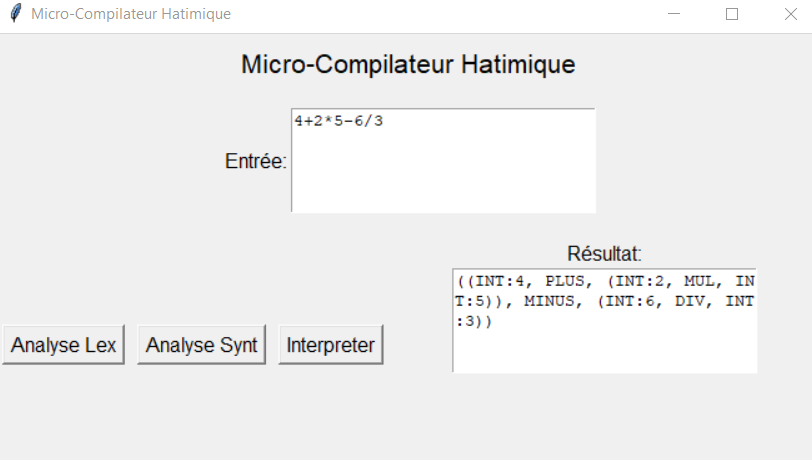 Micro-Compilateur Hatimique
Micro-Compilateur Hatimique
Entrée:
4+2*5-6/3
Résultat:
((INT:4, PLUS, (INT:2, MUL, IN
T:5)), MINUS, (INT:6, DIV, INT
:3))
Analyse Lex
Analyse Synt
Interpreter